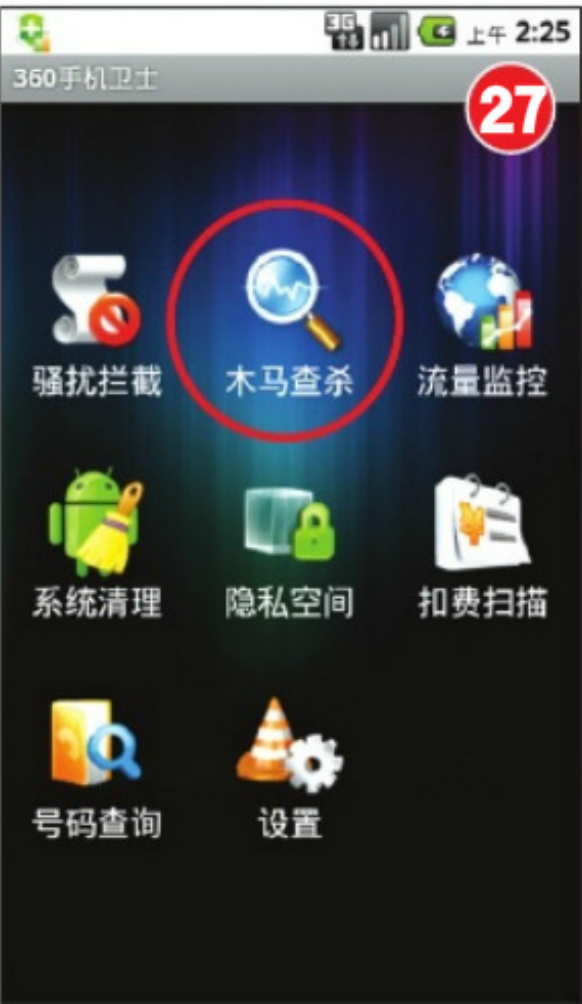 3G
上午 2:25
360手机卫士
27
骚扰拦截 木马查杀 流量监控
系统清理 隐私空间 扣费扫描
号码查询 设置